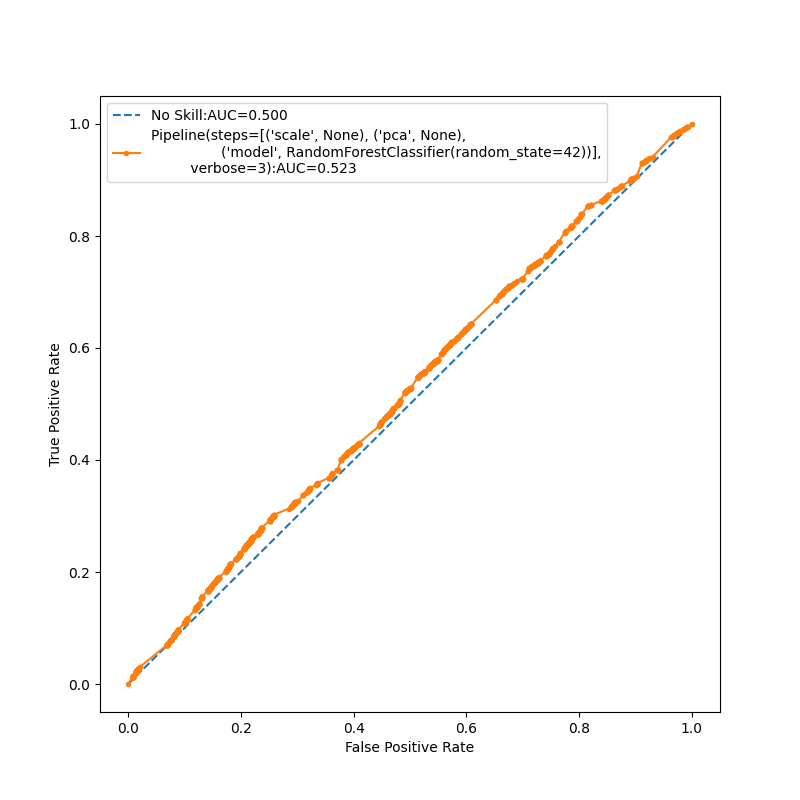 No Skill:AUC=0.500
Pipeline(steps=[('scale', None), ('pca', None),
('model', RandomForestClassifier(random_state=42))],
verbose=3):AUC=0.523
1.0
0.8
0.6
0.4
0.2
0.0
True Positive Rate
0.0 0.2 0.4 0.6 0.8 1.0
False Positive Rate